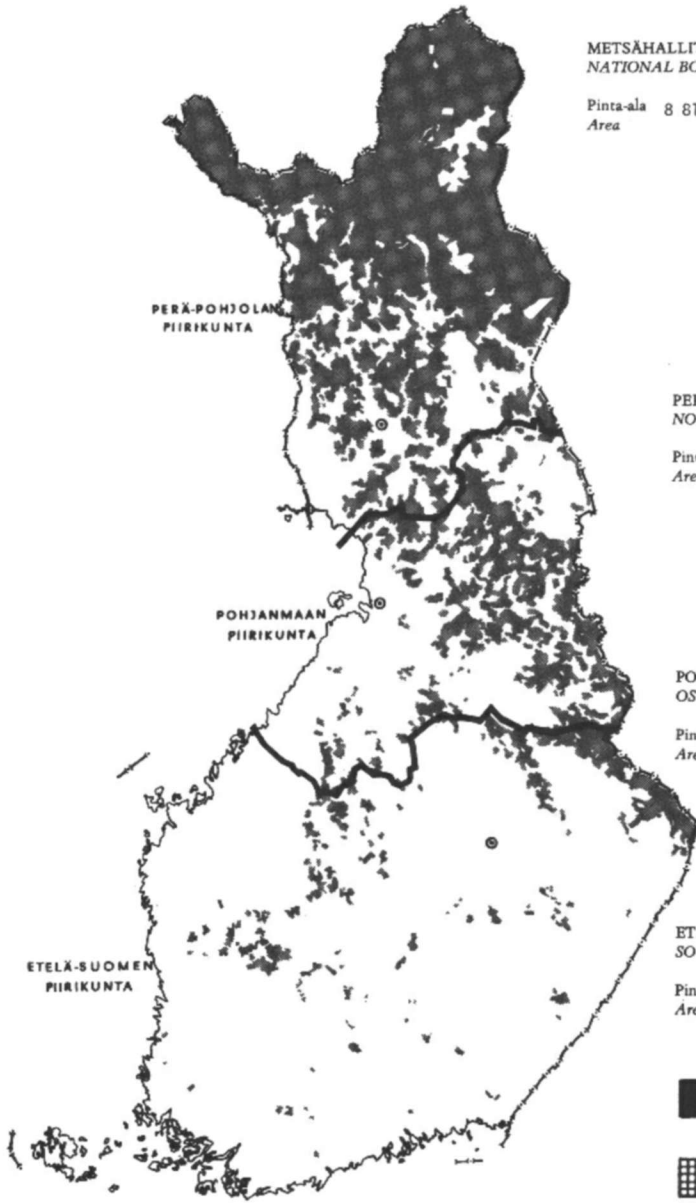 METSÄHALLIT
NATIONAL BO
Pinta-ala 8 81
Area
PERÄ-POHJOLAN
PIIRIKUNTA
PE
NO
Pin
Are
POHJANMAAN
PIIRIKUNTA
PO
OS
Pin
Are
ETELÄ-SUOMEN
PIIRIKUNTA
ET
SO
Pin
Are